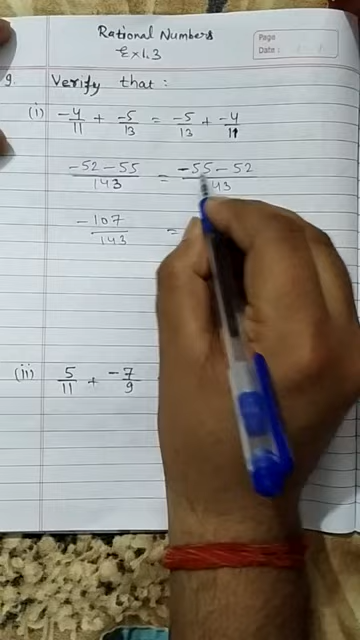 Rational Numbers
Ex 1.3
Page
Date :
9. Verify that :
(i) -4/11 + -5/13 = -5/13 + -4/11
-52-55/143 = -55-52/143
-107/143 =
(ii) 5/11 + -7/9